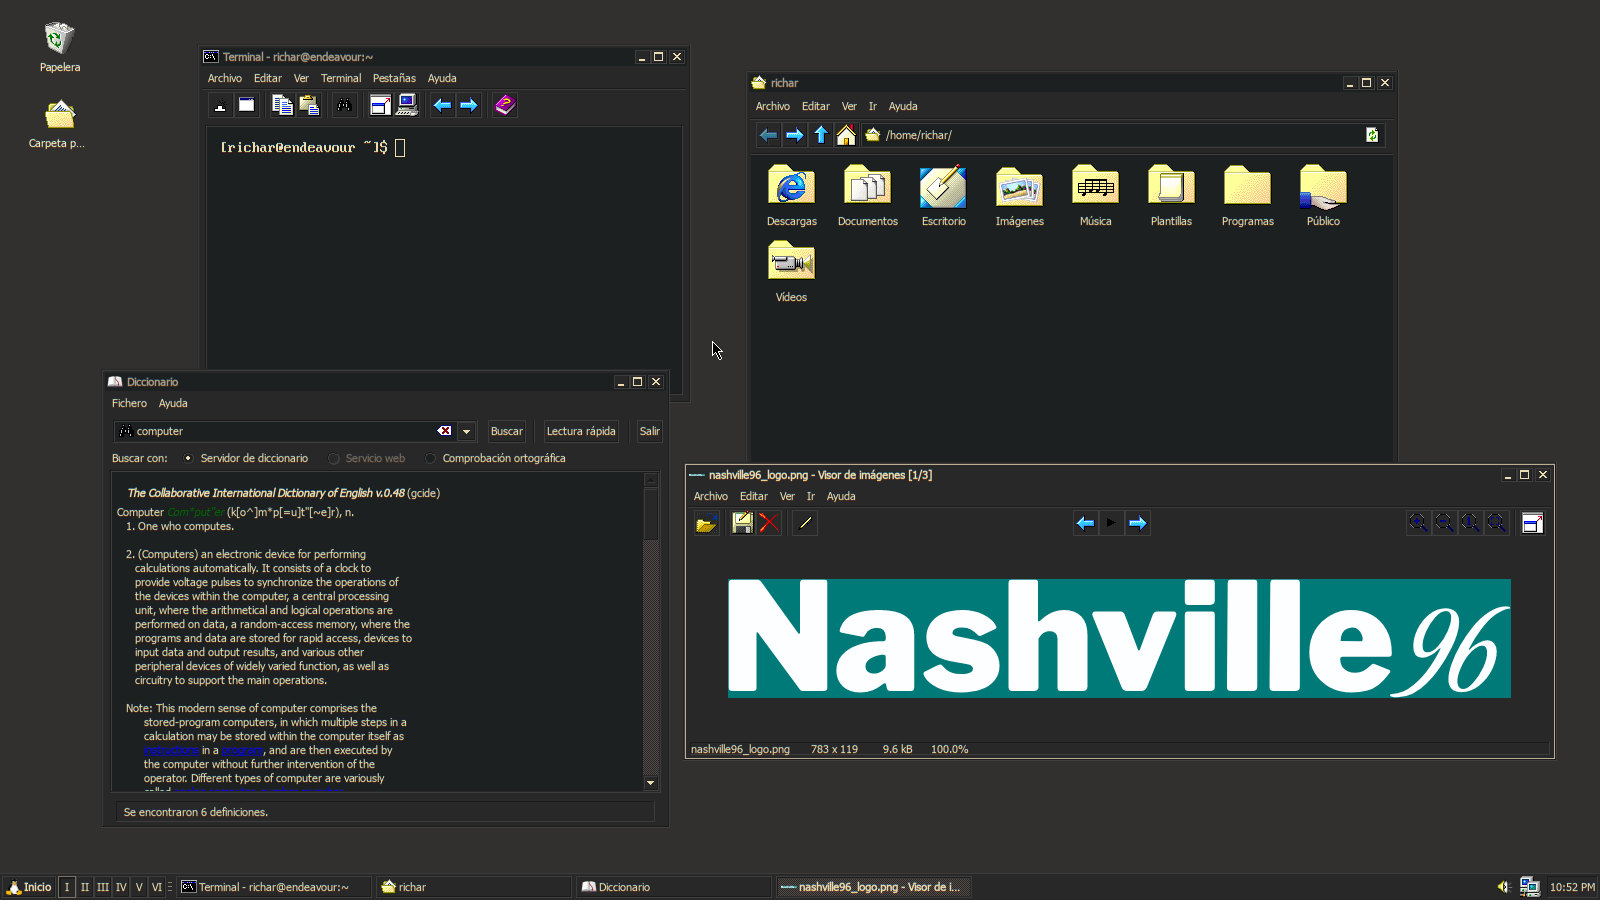 Papelera
Carpeta p...
Terminal - richar@endeavour:~
Archivo Editar Ver Terminal Pestañas Ayuda
[richar@endeavour ~]$
richar
Archivo Editar Ver Ir Ayuda
/home/richar/
Descargas Documentos Escritorio Imágenes Música Plantillas Programas Público
Vídeos
Diccionario
Fichero Ayuda
computer Buscar Lectura rápida Salir
Buscar con: Servidor de diccionario Servicio web Comprobación ortográfica
The Collaborative International Dictionary of English v.0.48 (gcide)
Computer Com*put"er (k[o^]m*p[=u]t"[~e]r), n.
1. One who computes.
2. (Computers) an electronic device for performing
calculations automatically. It consists of a clock to
provide voltage pulses to synchronize the operations of
the devices within the computer, a central processing
unit, where the arithmetical and logical operations are
performed on data, a random-access memory, where the
programs and data are stored for rapid access, devices to
input data and output results, and various other
peripheral devices of widely varied function, as well as
circuitry to support the main operations.
Note: This modern sense of computer comprises the
stored-program computers, in which multiple steps in a
calculation may be stored within the computer itself as
instructions in a program, and are then executed by
the computer without further intervention of the
operator. Different types of computer are variously
called
Se encontraron 6 definiciones.
nashville96_logo.png - Visor de imágenes [1/3]
Archivo Editar Ver Ir Ayuda
Nashville96
nashville96_logo.png 783 x 119 9.6 kB 100.0%
Inicio I II III IV V VI Terminal - richar@endeavour:~ richar Diccionario nashville96_logo.png - Visor de i... 10:52 PM